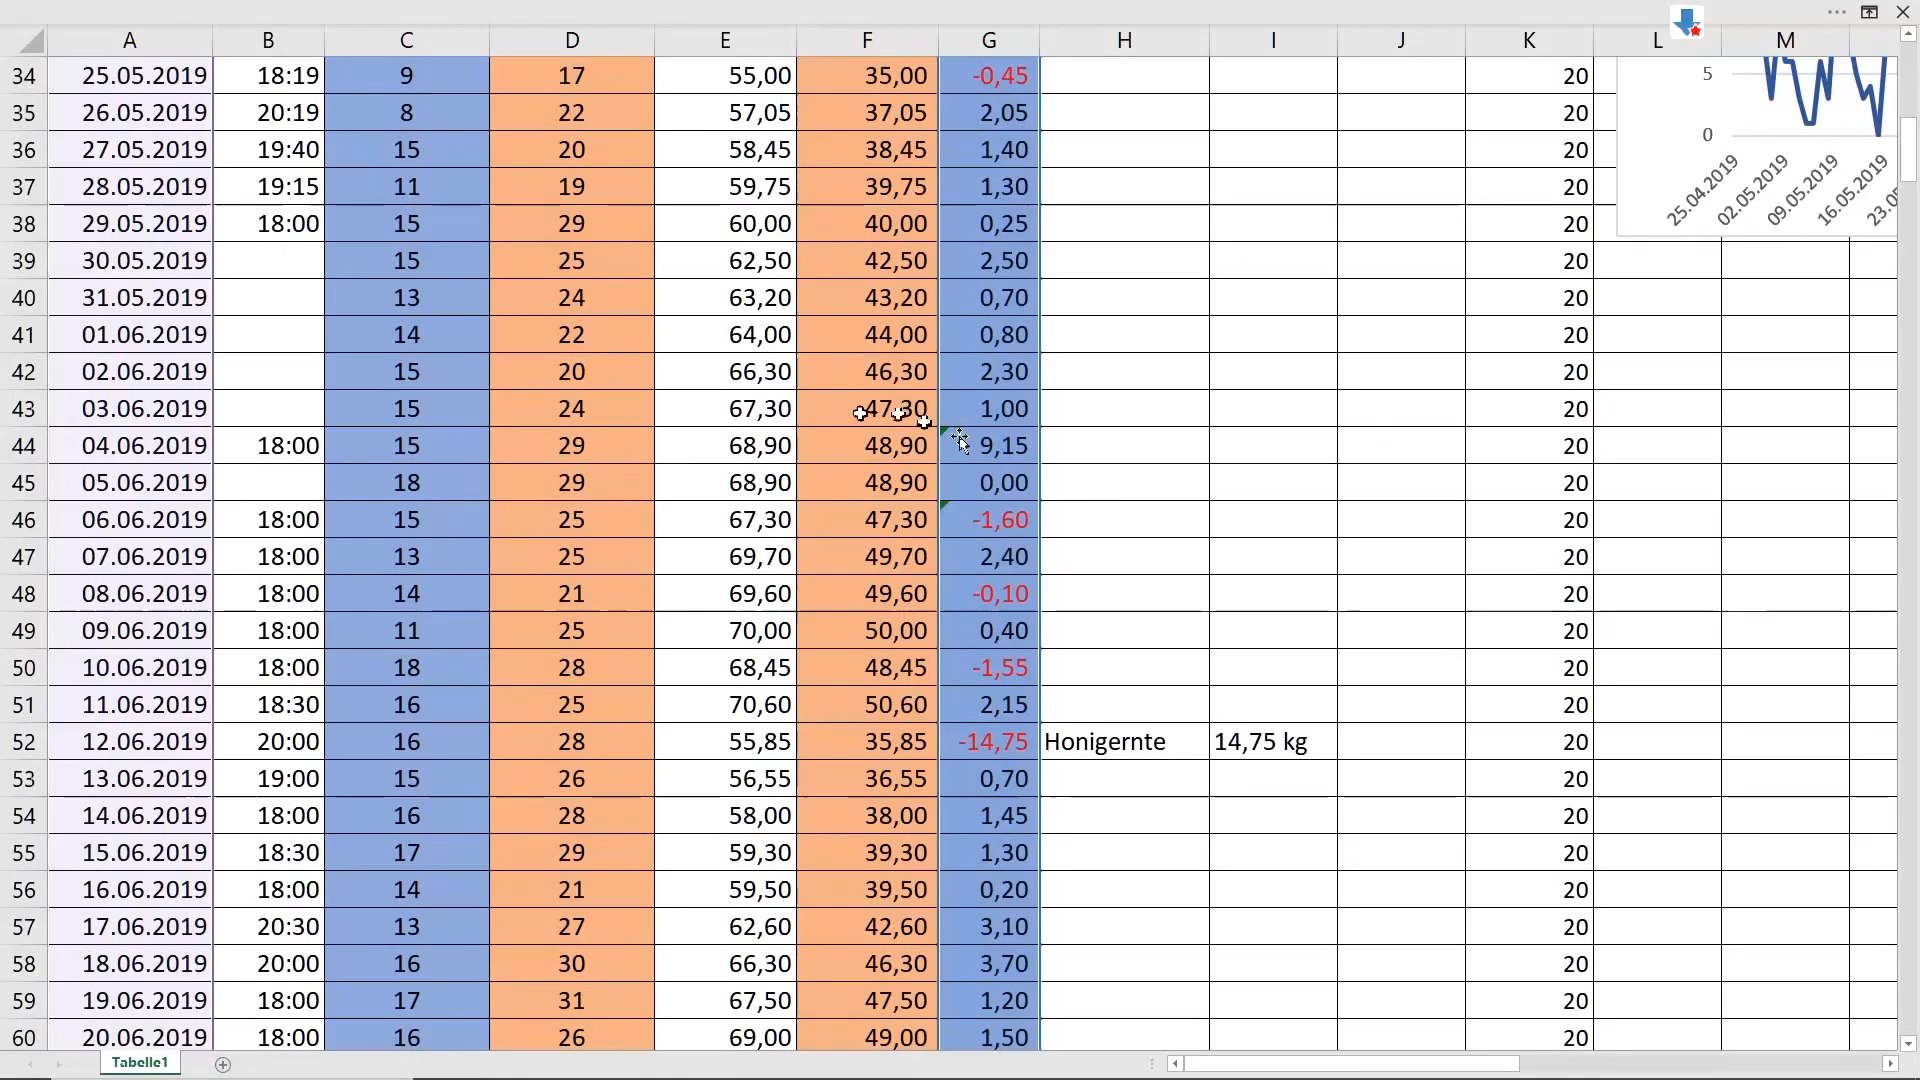 A B C D E F G H I J K L M
34 25.05.2019 18:19 9 17 55,00 35,00 -0,45 20 5
35 26.05.2019 20:19 8 22 57,05 37,05 2,05 20
36 27.05.2019 19:40 15 20 58,45 38,45 1,40 20 0
37 28.05.2019 19:15 11 19 59,75 39,75 1,30 20
25.04.2019 02.05.2019 09.05.2019 16.05.2019
38 29.05.2019 18:00 15 29 60,00 40,00 0,25 20
39 30.05.2019 15 25 62,50 42,50 2,50 20
40 31.05.2019 13 24 63,20 43,20 0,70 20
41 01.06.2019 14 22 64,00 44,00 0,80 20
42 02.06.2019 15 20 66,30 46,30 2,30 20
43 03.06.2019 15 24 67,30 47,30 1,00 20
44 04.06.2019 18:00 15 29 68,90 48,90 9,15 20
45 05.06.2019 18 29 68,90 48,90 0,00 20
46 06.06.2019 18:00 15 25 67,30 47,30 -1,60 20
47 07.06.2019 18:00 13 25 69,70 49,70 2,40 20
48 08.06.2019 18:00 14 21 69,60 49,60 -0,10 20
49 09.06.2019 18:00 11 25 70,00 50,00 0,40 20
50 10.06.2019 18:00 18 28 68,45 48,45 -1,55 20
51 11.06.2019 18:30 16 25 70,60 50,60 2,15 20
52 12.06.2019 20:00 16 28 55,85 35,85 -14,75 Honigernte 14,75 kg 20
53 13.06.2019 19:00 15 26 56,55 36,55 0,70 20
54 14.06.2019 18:00 16 28 58,00 38,00 1,45 20
55 15.06.2019 18:30 17 29 59,30 39,30 1,30 20
56 16.06.2019 18:00 14 21 59,50 39,50 0,20 20
57 17.06.2019 20:30 13 27 62,60 42,60 3,10 20
58 18.06.2019 20:00 16 30 66,30 46,30 3,70 20
59 19.06.2019 18:00 17 31 67,50 47,50 1,20 20
60 20.06.2019 18:00 16 26 69,00 49,00 1,50 20
Tabelle1